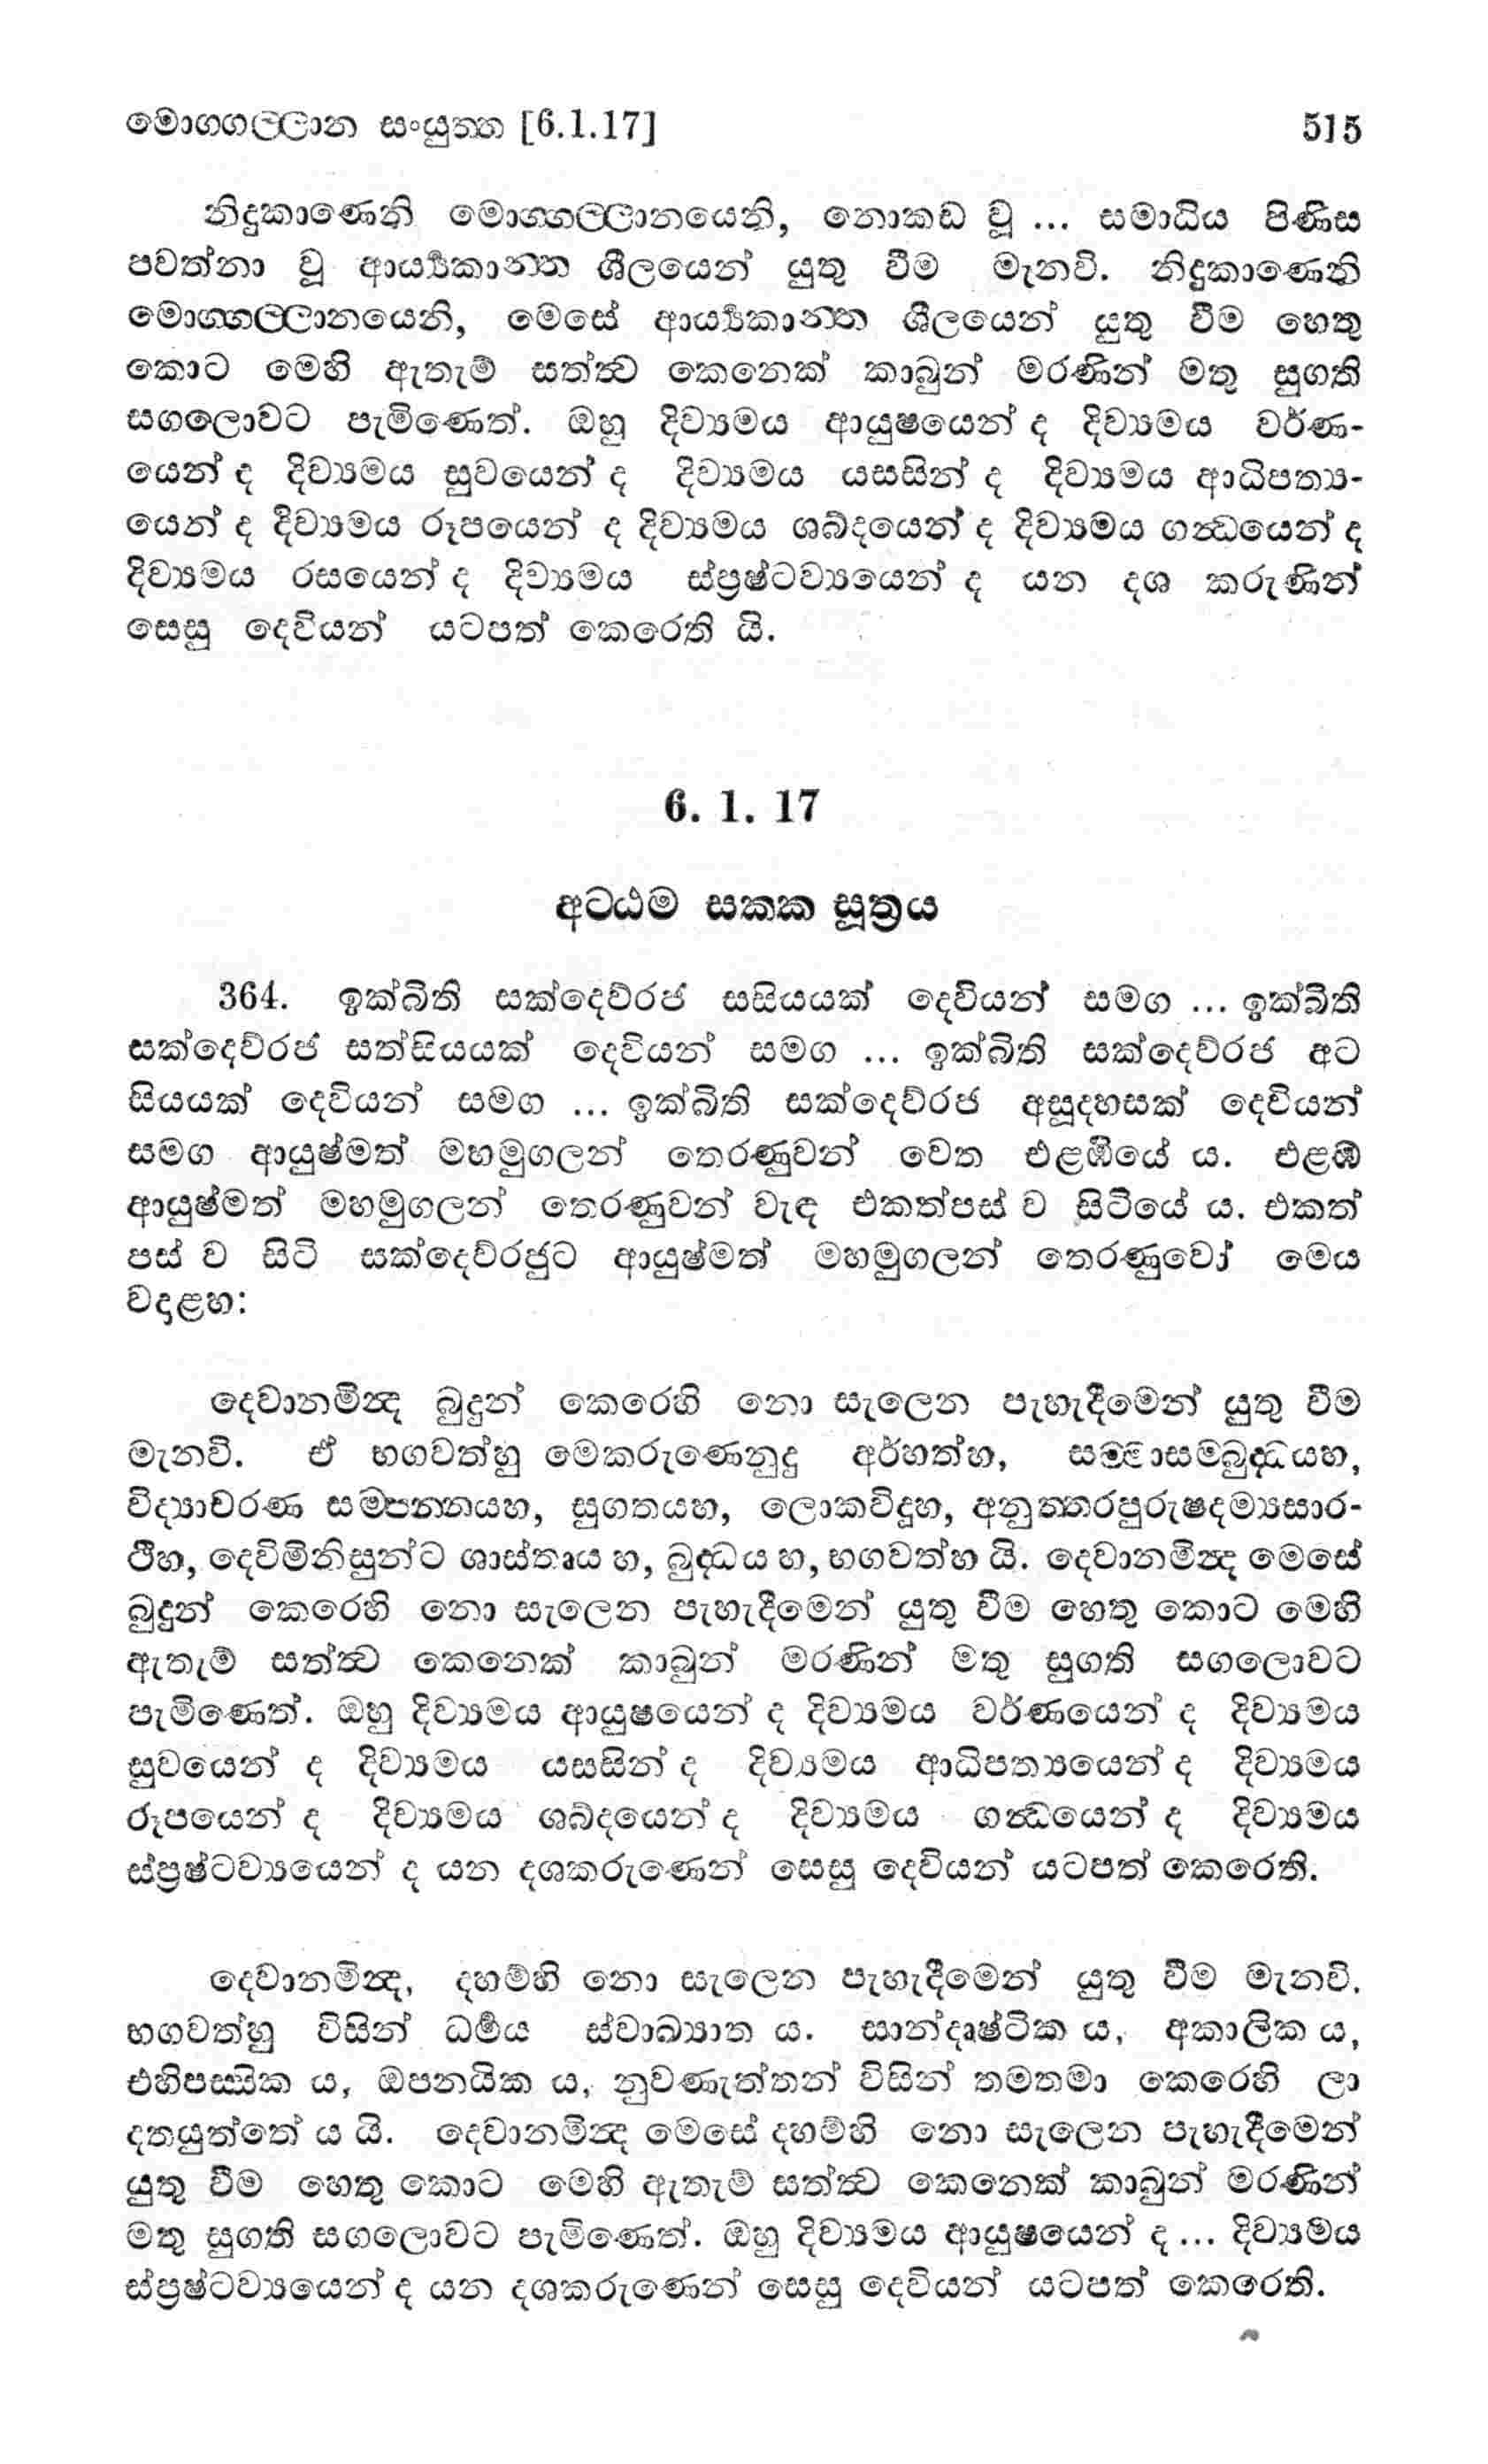 මොග‍්ගල‍්ලාන සංයුත‍්ත [6.1.17] 515
නිදුකාණෙනි මොග‍්ගල‍්ලානයෙනි, නොකඩ වූ ... සමාධිය පිණිස
පවත්නා වූ ආර්‍ය්‍යකාන‍්ත ශීලයෙන් යුතු වීම මැනවි. නිදුකාණෙනි
මොග‍්ගල‍්ලානයෙනි, මෙසේ ආර්‍ය්‍යකාන‍්ත ශීලයෙන් යුතු වීම හෙතු
කොට මෙහි ඇතැම් සත්ත්‍ව කෙනෙක් කාබුන් මරණින් මතු සුගති
සගලොවට පැමිණෙත්. ඔහු දිව්‍යමය ආයුෂයෙන් ද දිව්‍යමය වර්ණ-
යෙන් ද දිව්‍යමය සුවයෙන් ද දිව්‍යමය යසසින් ද දිව්‍යමය ආධිපත්‍ය-
යෙන් ද දිව්‍යමය රූපයෙන් ද දිව්‍යමය ශබ්දයෙන් ද දිව්‍යමය ගන්‍ධයෙන් ද
දිව්‍යමය රසයෙන් ද දිව්‍යමය ස්ප්‍රෂ්ටව්‍යයෙන් ද යන දශ කරුණින්
සෙසු දෙවියන් යටපත් කෙරෙති යි.
6. 1. 17
අට‍්ඨම සක‍්ක සූත්‍රය
364. ඉක්බිති සක්දෙව්රජ සසියයක් දෙවියන් සමග ... ඉක්බිති
සක්දෙව්රජ සත්සියයක් දෙවියන් සමග ... ඉක්බිති සක්දෙව්රජ අට
සියයක් දෙවියන් සමග ... ඉක්බිති සක්දෙව්රජ අසූදහසක් දෙවියන්
සමග ආයුෂ්මත් මහමුගලන් තෙරණුවන් වෙත එළඹියේ ය. එළඹ
ආයුෂ්මත් මහමුගලන් තෙරණුවන් වැඳ එකත්පස් ව සිටියේ ය. එකත්
පස් ව සිටි සක්දෙව්රජුට ආයුෂ්මත් මහමුගලන් තෙරණුවෝ මෙය
වදාළහ:
දෙවානමින්‍ද බුදුන් කෙරෙහි නො සැලෙන පැහැදීමෙන් යුතු වීම
මැනවි. ඒ භගවත්හු මෙකරුණෙනුදු අර්හත්හ, සම්‍යක්සම‍්බුද්‍ධයහ,
විද්‍යාචරණ සම‍්පන‍්නයහ, සුගතයහ, ලොකවිදූහ, අනුත‍්තරපුරුෂදම්‍යසාර-
ථීහ, දෙවිමිනිසුන්ට ශාස්තෘය හ, බුද්‍ධය හ, භගවත්හ යි. දෙවානමින්‍ද මෙසේ
බුදුන් කෙරෙහි නො සැලෙන පැහැදීමෙන් යුතු වීම හෙතු කොට මෙහි
ඇතැම් සත්ත්‍ව කෙනෙක් කාබුන් මරණින් මතු සුගති සගලොවට
පැමිණෙත්. ඔහු දිව්‍යමය ආයුෂයෙන් ද දිව්‍යමය වර්ණයෙන් ද දිව්‍යමය
සුවයෙන් ද දිව්‍යමය යසසින් ද දිව්‍යමය ආධිපත්‍යයෙන් ද දිව්‍යමය
රූපයෙන් ද දිව්‍යමය ශබ්දයෙන් ද දිව්‍යමය ගන්‍ධයෙන් ද දිව්‍යමය
ස්ප්‍රෂ්ටව්‍යයෙන් ද යන දශකරුණෙන් සෙසු දෙවියන් යටපත් කෙරෙති.
දෙවානමින්‍ද, දහම්හි නො සැලෙන පැහැදීමෙන් යුතු වීම මැනවි.
භගවත්හු විසින් ධර්‍මය ස්වාඛ්‍යාත ය. සාන්දෘෂ්ටික ය, අකාලික ය,
එහිපස‍්සික ය, ඔපනයික ය, නුවණැත්තන් විසින් තමතමා කෙරෙහි ලා
දතයුත්තේ ය යි. දෙවානමින්‍ද මෙසේ දහම්හි නො සැලෙන පැහැදීමෙන්
යුතු වීම හෙතු කොට මෙහි ඇතැම් සත්ත්‍ව කෙනෙක් කාබුන් මරණින්
මතු සුගති සගලොවට පැමිණෙත්. ඔහු දිව්‍යමය ආයුෂයෙන් ද ... දිව්‍යමය
ස්ප්‍රෂ්ටව්‍යයෙන් ද යන දශකරුණෙන් සෙසු දෙවියන් යටපත් කෙරෙති.